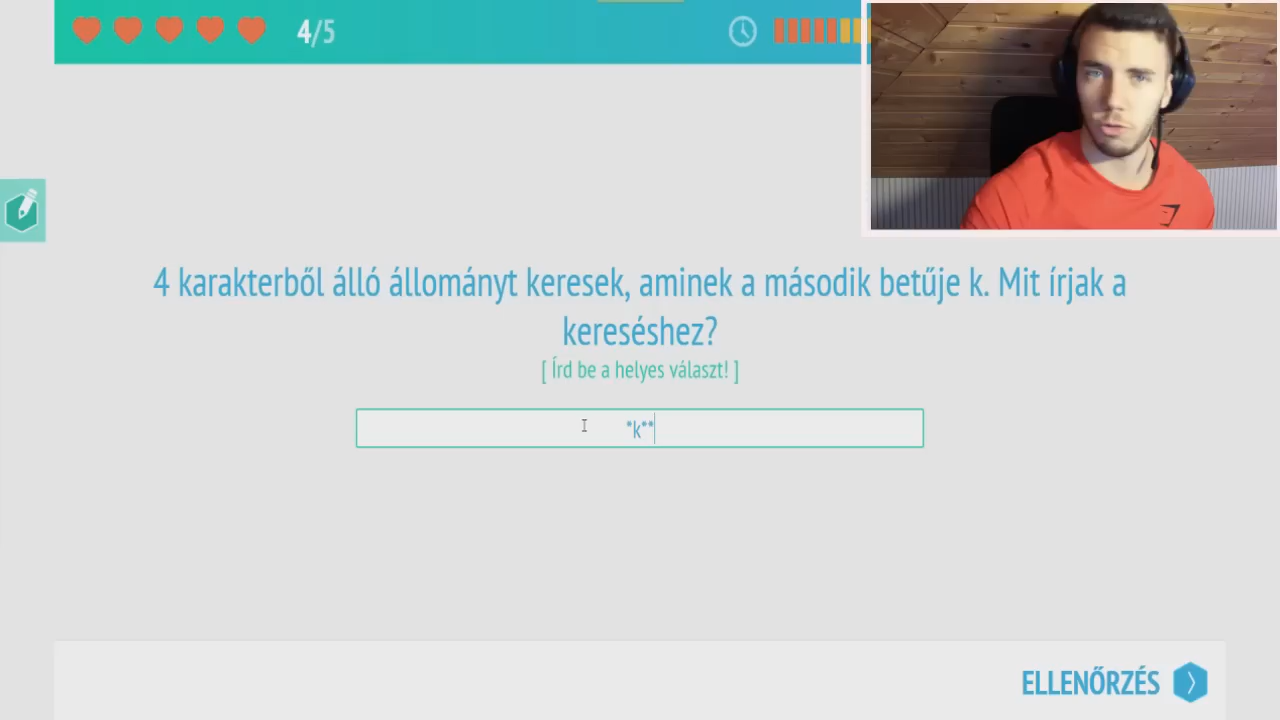 4/5
4 karakterből álló állományt keresek, aminek a második betűje k. Mit írjak a
kereséshez?
[ Írd be a helyes választ! ]
*k**
ELLENŐRZÉS